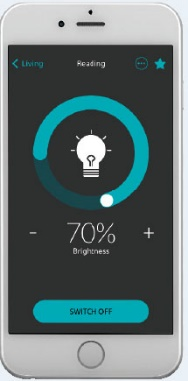 Living Reading
- 70% +
Brightness
SWITCH OFF